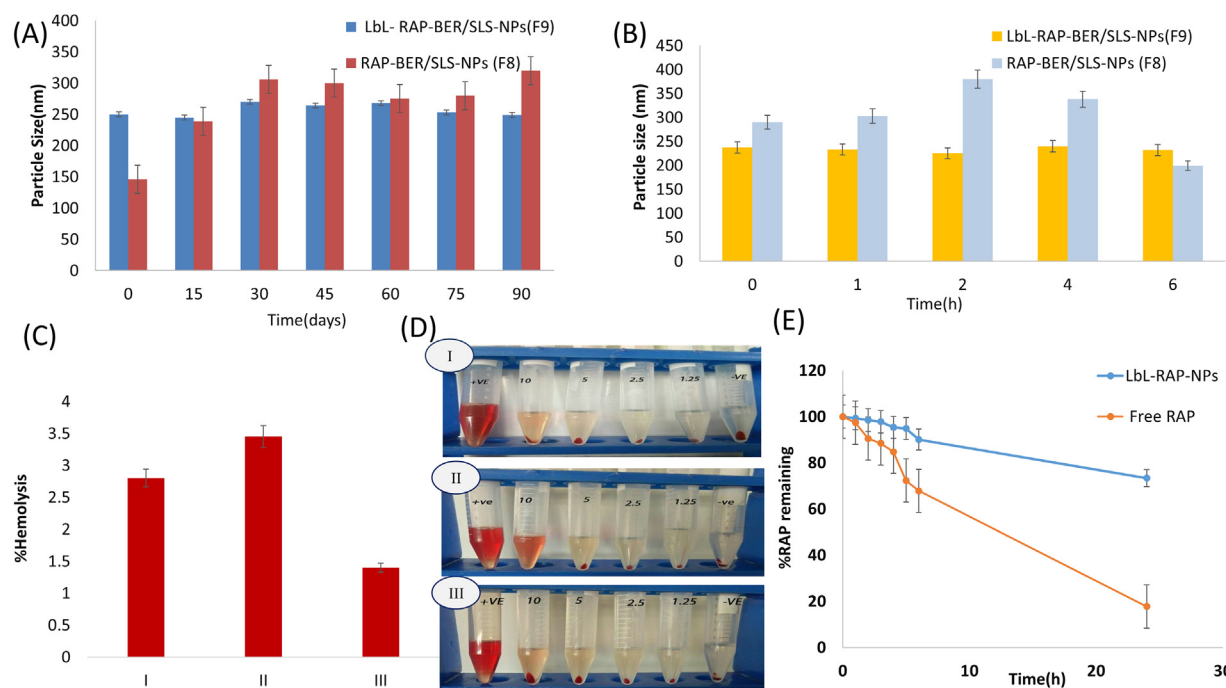 (A)
400
350
300
250
200
150
100
50
0
Particle Size(nm)
LbL- RAP-BER/SLS-NPs(F9)
RAP-BER/SLS-NPs (F8)
0 15 30 45 60 75 90
Time(days)
(B)
450
400
350
300
250
200
150
100
50
0
Particle size (nm)
LbL-RAP-BER/SLS-NPs(F9)
RAP-BER/SLS-NPs (F8)
0 1 2 4 6
Time(h)
(C)
4
3.5
3
2.5
2
1.5
1
0.5
0
%Hemolysis
I II III
(D)
I
+VE 10 5 2.5 1.25 -VE
II
+ve 10 5 2.5 1.25 -ve
III
+VE 10 5 2.5 1.25 -VE
(E)
120
100
80
60
40
20
0
%RAP remaining
LbL-RAP-NPs
Free RAP
0 10 20 30
Time(h)